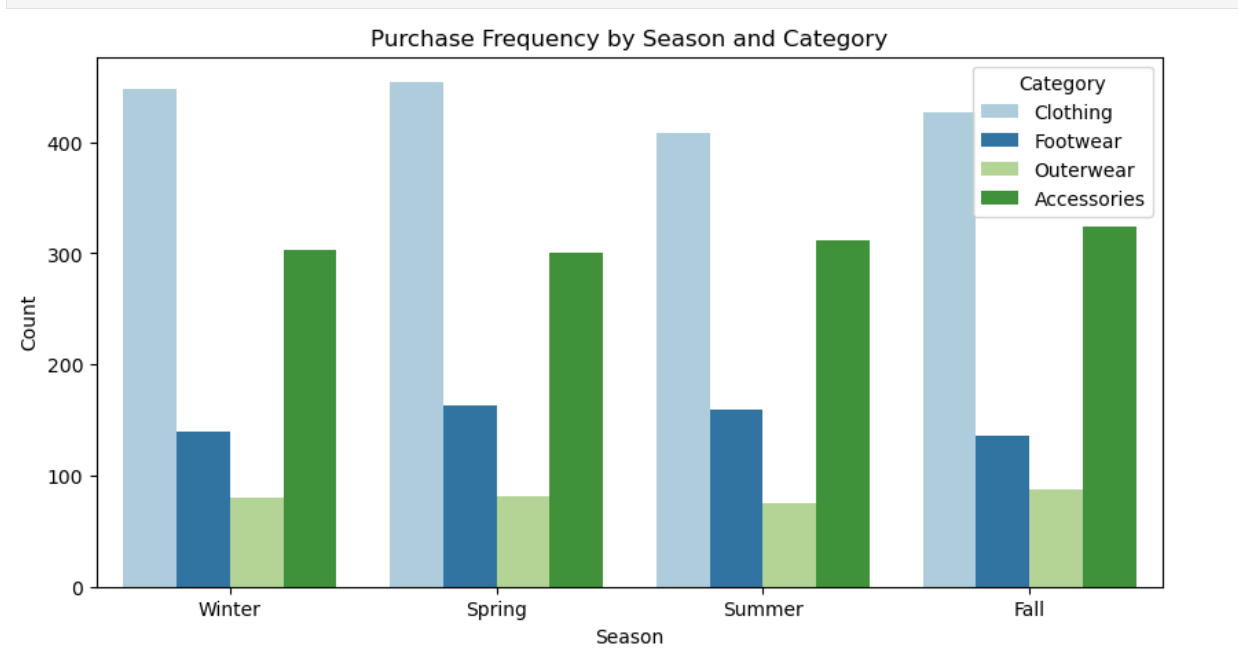 Purchase Frequency by Season and Category
Category
Clothing
Footwear
Outerwear
Accessories
400
300
200
100
0
Count
Winter Spring Summer Fall
Season